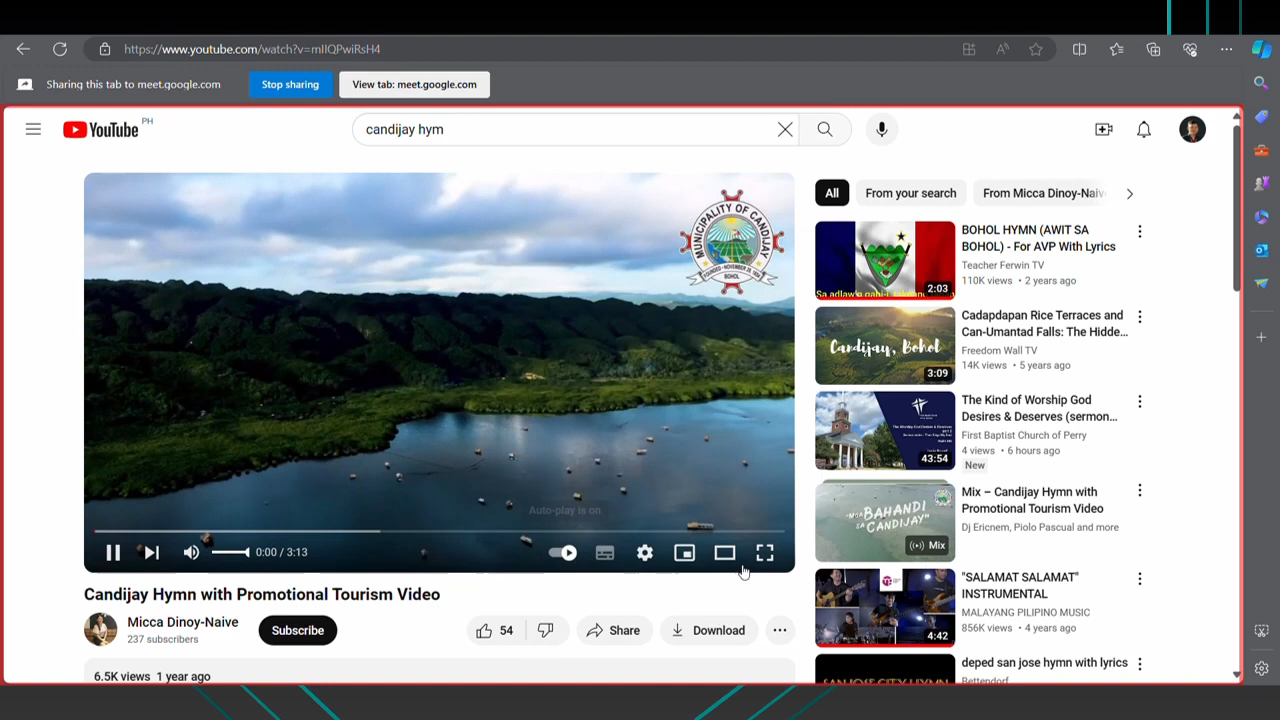 https://www.youtube.com/watch?v=mIIQPwiRsH4
Sharing this tab to meet.google.com
Stop sharing
View tab: meet.google.com
YouTube PH
candijay hym
MUNICIPALITY OF CANDIJAY
BOHOL
Auto-play is on
0:00 / 3:13
Candijay Hymn with Promotional Tourism Video
Micca Dinoy-Naive
237 subscribers
Subscribe
54
Share
Download
6.5K views 1 year ago
All
From your search
From Micca Dinoy-Naiv
BOHOL HYMN (AWIT SA
BOHOL) - For AVP With Lyrics
Teacher Ferwin TV
110K views • 2 years ago
2:03
Cadapdapan Rice Terraces and
Can-Umantad Falls: The Hidde...
Freedom Wall TV
14K views • 5 years ago
Candijay, Bohol
3:09
The Kind of Worship God
Desires & Deserves (sermon...
First Baptist Church of Perry
4 views • 6 hours ago
New
43:54
Mix – Candijay Hymn with
Promotional Tourism Video
Dj Ericnem, Piolo Pascual and more
"MGA
BAHANDI
SA CANDIJAY"
Mix
"SALAMAT SALAMAT"
INSTRUMENTAL
MALAYANG PILIPINO MUSIC
856K views • 4 years ago
4:42
deped san jose hymn with lyrics
Bettendorf
SAN JOSE CITY HYMN